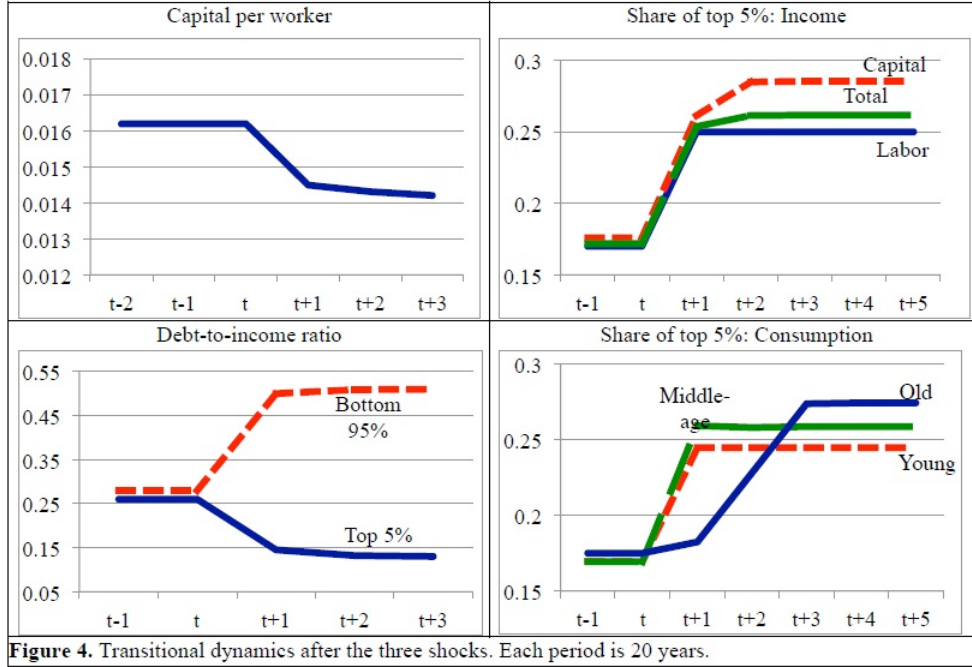 Capital per worker
0.018
0.017
0.016
0.015
0.014
0.013
0.012
t-2 t-1 t t+1 t+2 t+3
Share of top 5%: Income
0.3
0.25
0.2
0.15
Capital
Total
Labor
t-1 t t+1 t+2 t+3 t+4 t+5
Debt-to-income ratio
0.55
0.45
0.35
0.25
0.15
0.05
Bottom
95%
Top 5%
t-1 t t+1 t+2 t+3
Share of top 5%: Consumption
0.3
0.25
0.2
0.15
Middle-
age
Old
Young
t-1 t t+1 t+2 t+3 t+4 t+5
Figure 4. Transitional dynamics after the three shocks. Each period is 20 years.